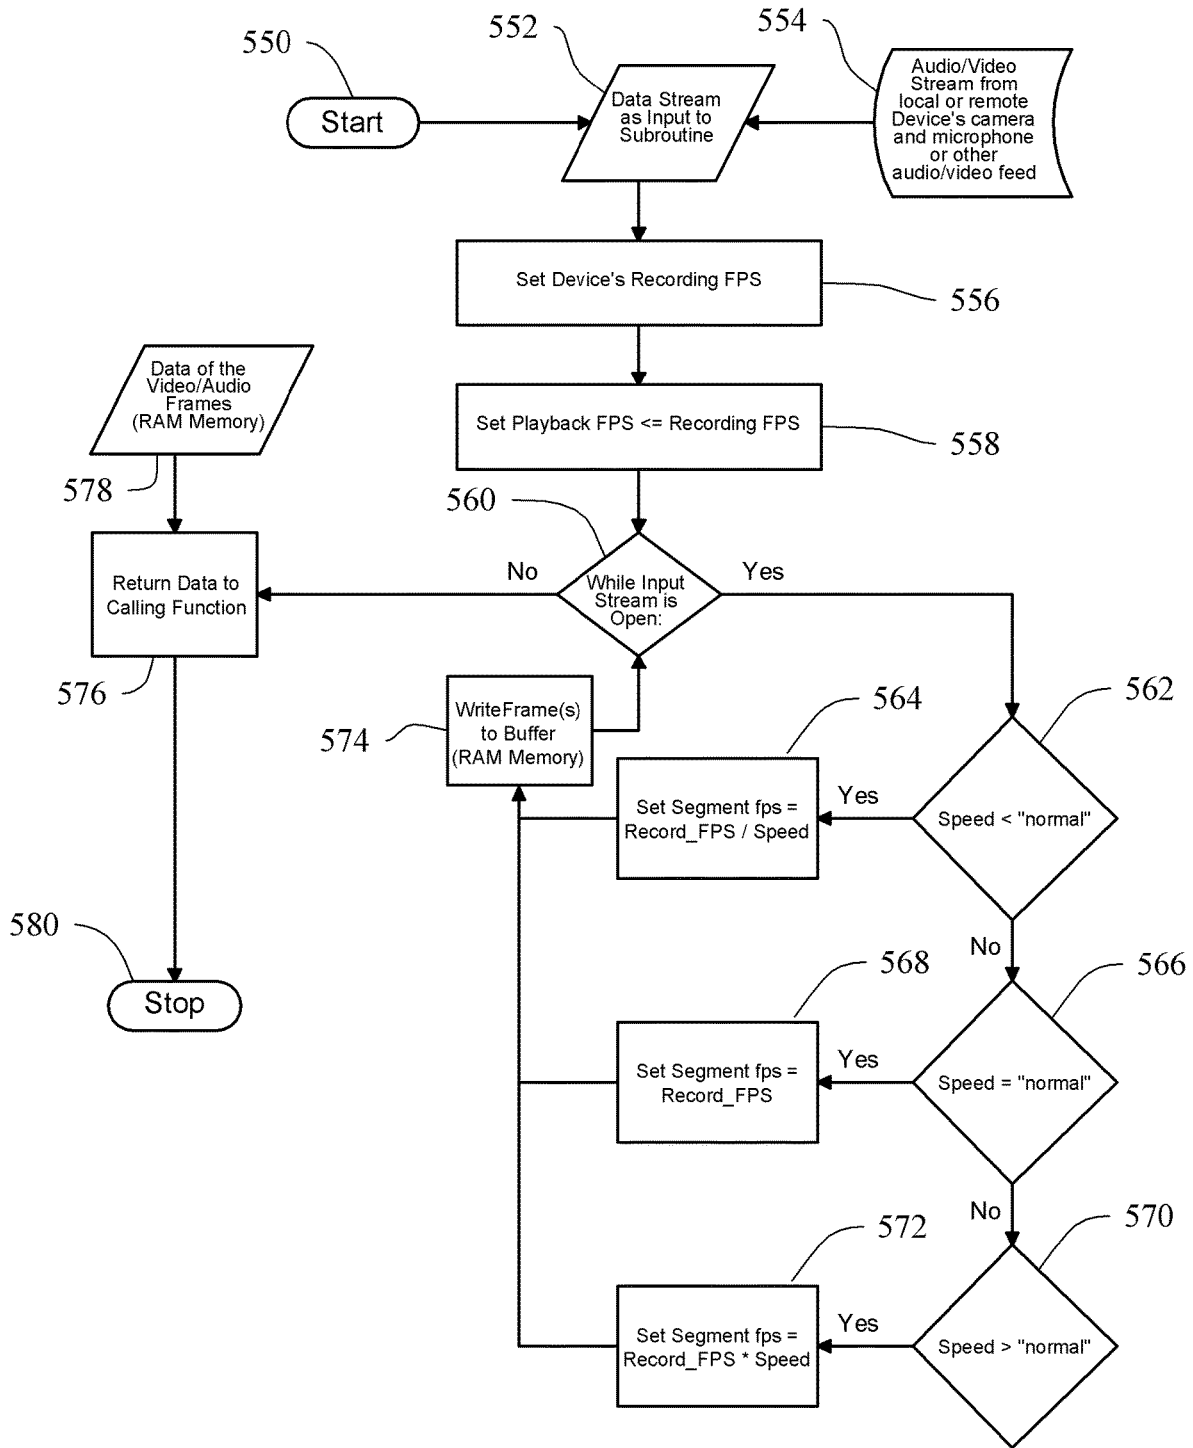 550
Start
552
Data Stream
as Input to
Subroutine
554
Audio/Video
Stream from
local or remote
Device's camera
and microphone
or other
audio/video feed
Set Device's Recording FPS
556
Set Playback FPS <= Recording FPS
558
Data of the
Video/Audio
Frames
(RAM Memory)
578
560
While Input
Stream is
Open:
No
Yes
Return Data to
Calling Function
576
WriteFrame(s)
to Buffer
(RAM Memory)
574
564
Set Segment fps =
Record_FPS / Speed
Yes
562
Speed < "normal"
No
580
Stop
568
Set Segment fps =
Record_FPS
Yes
566
Speed = "normal"
No
572
Set Segment fps =
Record_FPS * Speed
Yes
570
Speed > "normal"